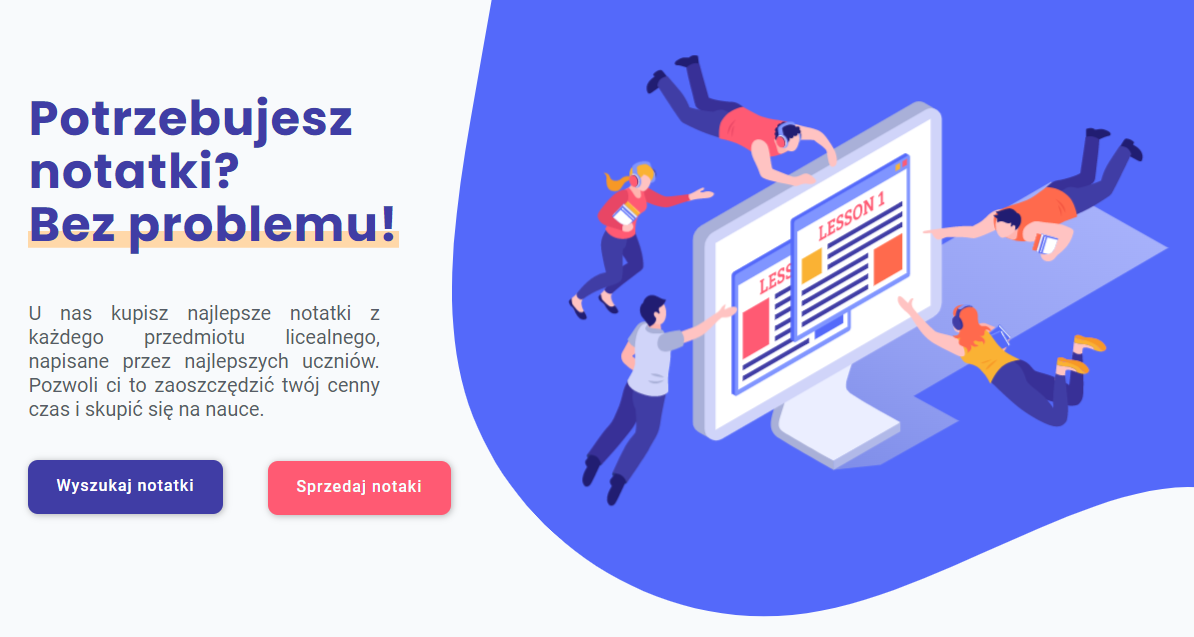 Potrzebujesz
notatki?
Bez problemu!
U nas kupisz najlepsze notatki z
każdego przedmiotu licealnego,
napisane przez najlepszych uczniów.
Pozwoli ci to zaoszczędzić twój cenny
czas i skupić się na nauce.
Wyszukaj notatki
Sprzedaj notaki
LESSON 1
LESS